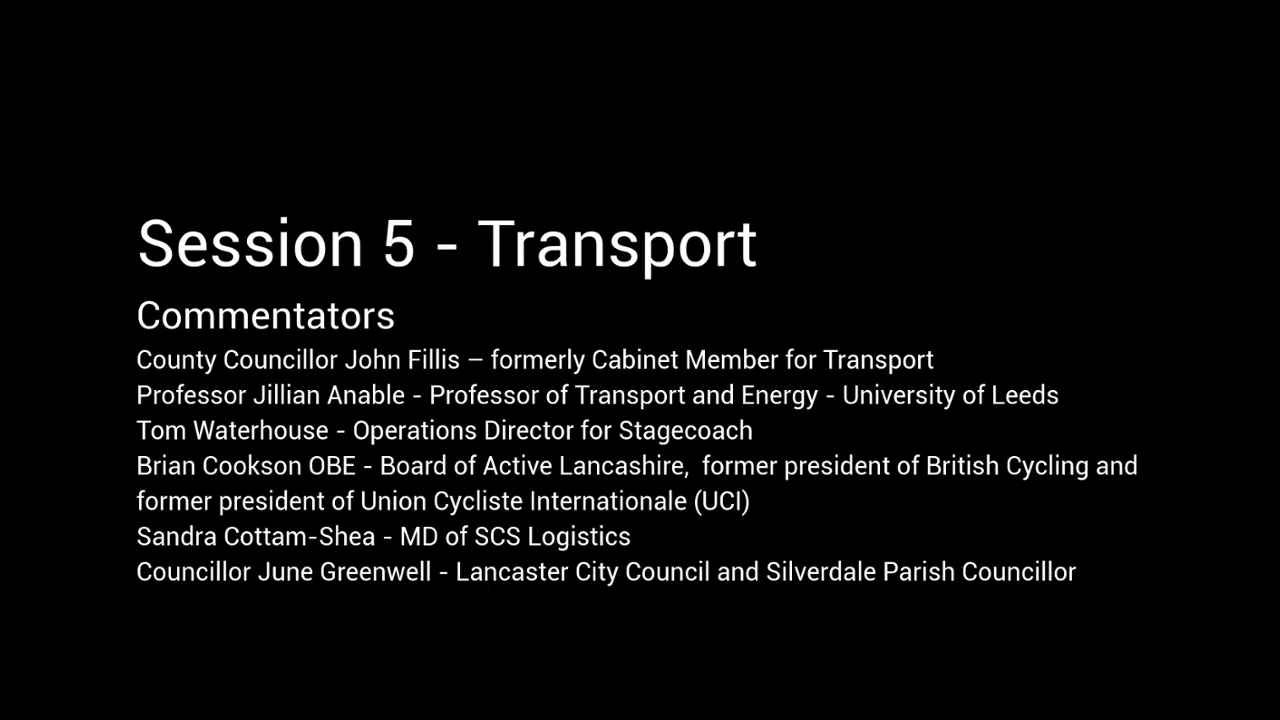 Session 5 - Transport
Commentators
County Councillor John Fillis – formerly Cabinet Member for Transport
Professor Jillian Anable - Professor of Transport and Energy - University of Leeds
Tom Waterhouse - Operations Director for Stagecoach
Brian Cookson OBE - Board of Active Lancashire,  former president of British Cycling and
former president of Union Cycliste Internationale (UCI)
Sandra Cottam-Shea - MD of SCS Logistics
Councillor June Greenwell - Lancaster City Council and Silverdale Parish Councillor